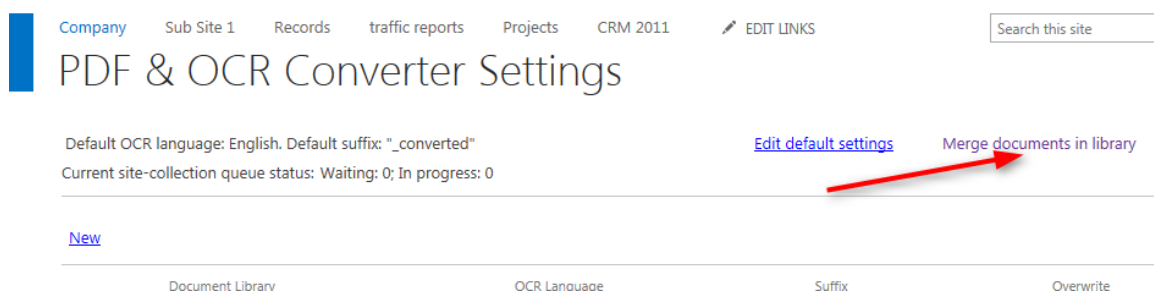 Company Sub Site 1 Records traffic reports Projects CRM 2011 EDIT LINKS Search this site
PDF & OCR Converter Settings
Default OCR language: English. Default suffix: "_converted" Edit default settings Merge documents in library
Current site-collection queue status: Waiting: 0; In progress: 0
New
Document Library OCR Language Suffix Overwrite